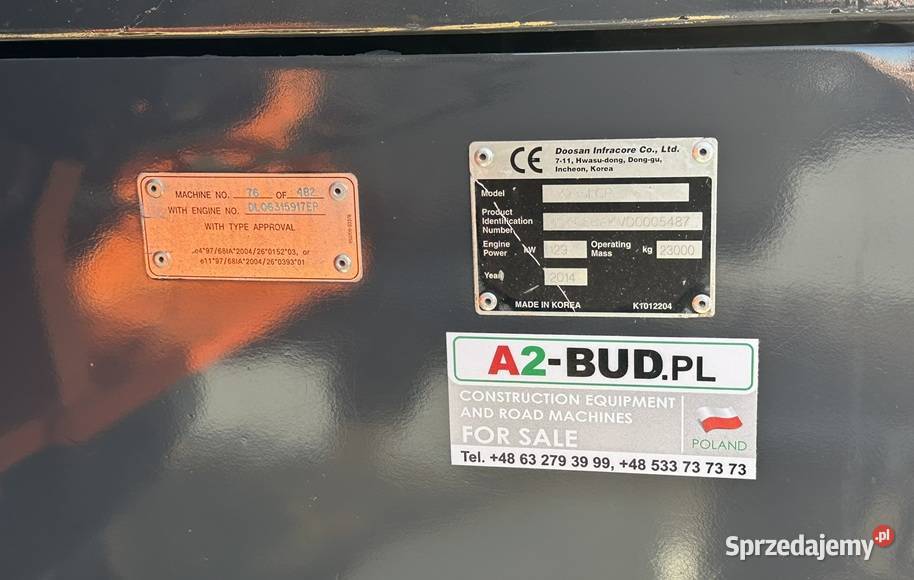 MACHINE NO. 76 OF 482
WITH ENGINE NO. DL06315917EP
WITH TYPE APPROVAL
e4*97/68IA*2004/26*0152*03, or
e11*97/68IA*2004/26*0393*01
CE
Doosan Infracore Co., Ltd.
7-11, Hwasu-dong, Dong-gu,
Incheon, Korea
Model
Product
Identification
Number
Engine
Power kW 129 Operating
Mass kg 23000
Year 2014
MADE IN KOREA K1012204
A2-BUD.PL
CONSTRUCTION EQUIPMENT
AND ROAD MACHINES
FOR SALE
POLAND
Tel. +48 63 279 39 99, +48 533 73 73 73
Sprzedajemy.pl